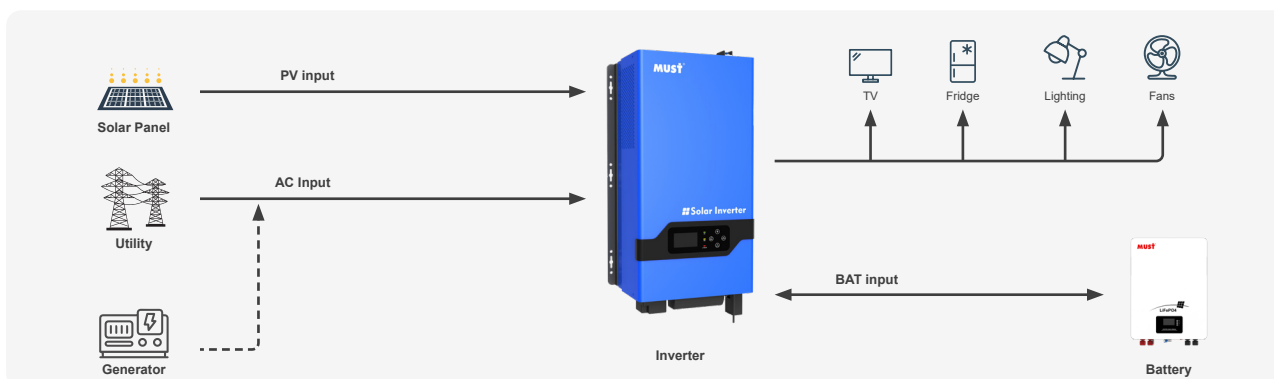 PV input
Solar Panel
AC Input
Utility
Generator
MUST
Solar Inverter
Inverter
TV
Fridge
Lighting
Fans
BAT input
MUST
LiFePO4
Battery